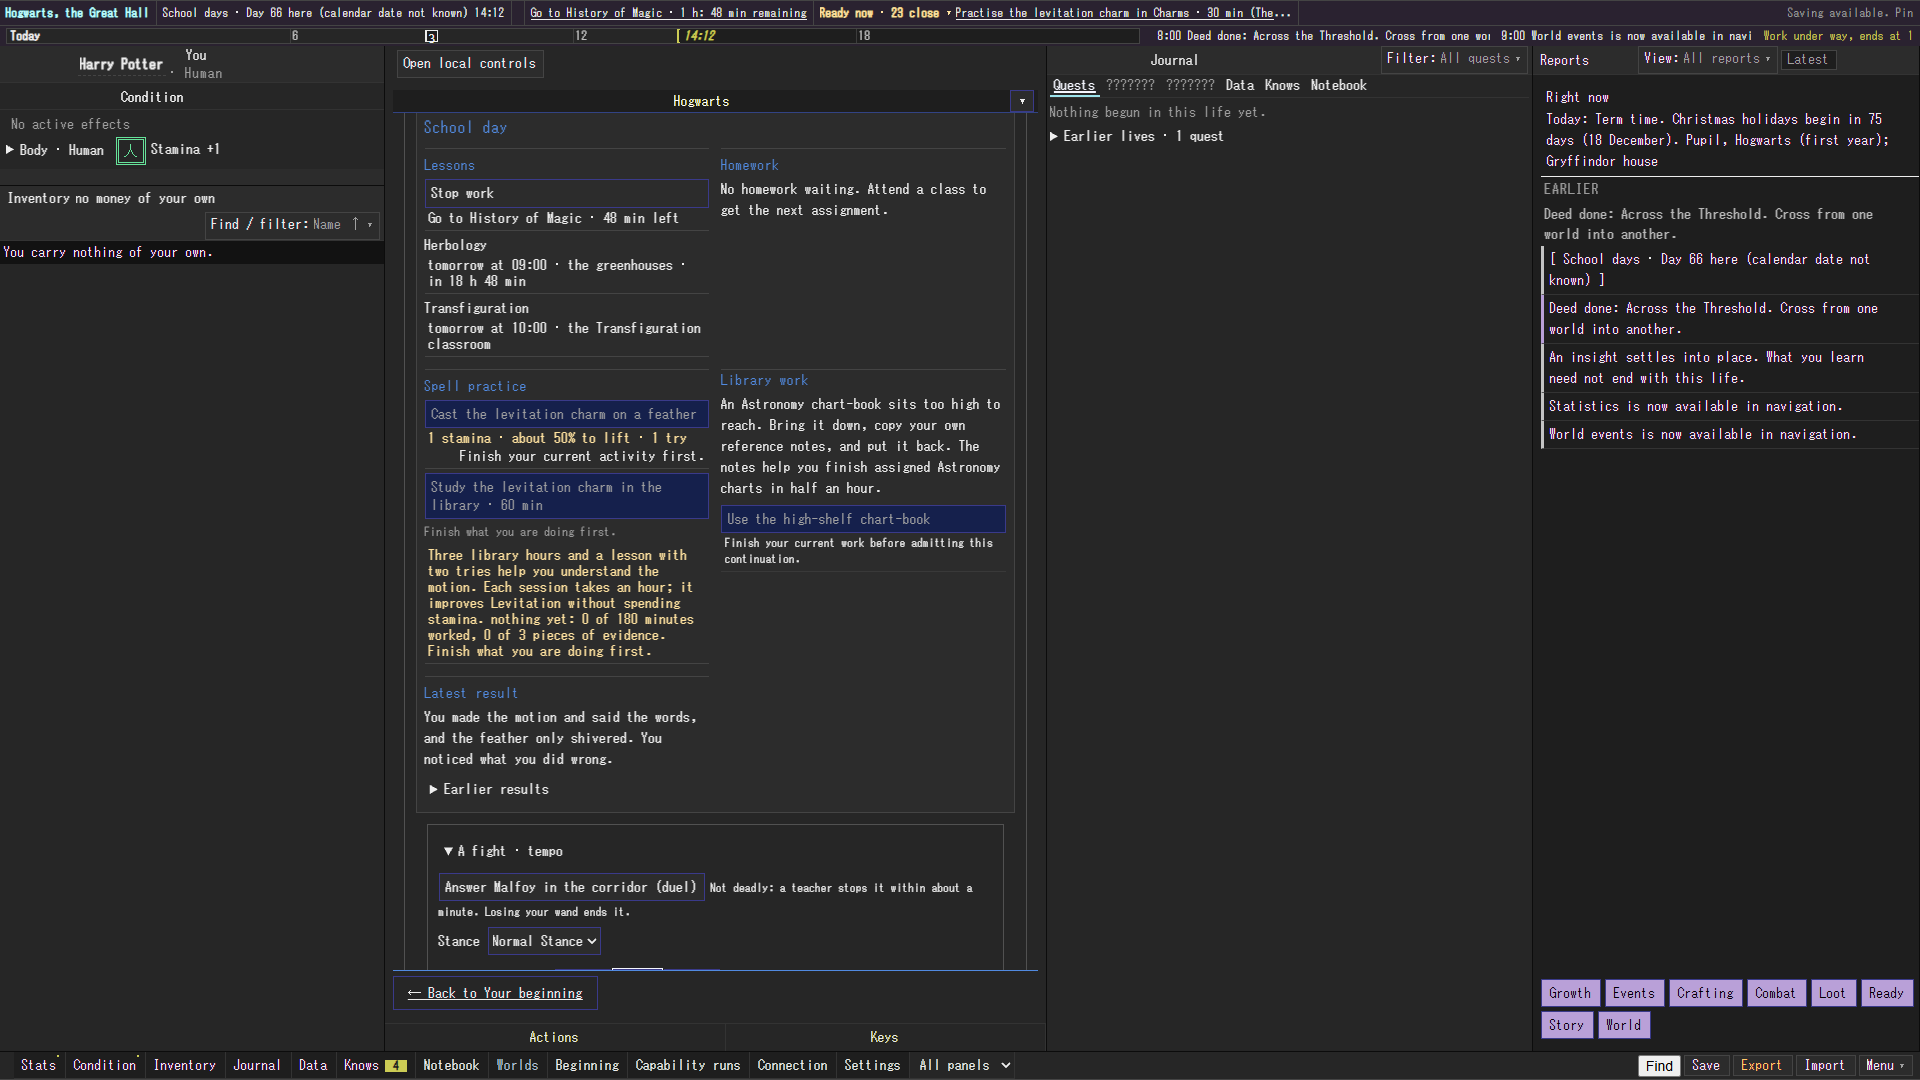 Hogwarts, the Great Hall
School days · Day 66 here (calendar date not known) 14:12
Go to History of Magic · 1 h: 48 min remaining
Ready now · 23 close ▾
Practise the levitation charm in Charms · 30 min (The...
Saving available. Pin
Today
6
3
12
14:12
18
8:00 Deed done: Across the Threshold. Cross from one wor
9:00 World events is now available in navi
Work under way, ends at 1
Harry Potter · You
Human
Condition
No active effects
▶ Body · Human
人 Stamina +1
Inventory no money of your own
Find / filter: Name ↑ ▾
You carry nothing of your own.
Open local controls
Hogwarts
▾
School day
Lessons
Stop work
Go to History of Magic · 48 min left
Herbology
tomorrow at 09:00 · the greenhouses ·
in 18 h 48 min
Transfiguration
tomorrow at 10:00 · the Transfiguration
classroom
Homework
No homework waiting. Attend a class to
get the next assignment.
Spell practice
Cast the levitation charm on a feather
1 stamina · about 50% to lift · 1 try
Finish your current activity first.
Study the levitation charm in the
library · 60 min
Finish what you are doing first.
Three library hours and a lesson with
two tries help you understand the
motion. Each session takes an hour; it
improves Levitation without spending
stamina. nothing yet: 0 of 180 minutes
worked, 0 of 3 pieces of evidence.
Finish what you are doing first.
Library work
An Astronomy chart-book sits too high to
reach. Bring it down, copy your own
reference notes, and put it back. The
notes help you finish assigned Astronomy
charts in half an hour.
Use the high-shelf chart-book
Finish your current work before admitting this
continuation.
Latest result
You made the motion and said the words,
and the feather only shivered. You
noticed what you did wrong.
▶ Earlier results
▼ A fight · tempo
Answer Malfoy in the corridor (duel) Not deadly: a teacher stops it within about a
minute. Losing your wand ends it.
Stance Normal Stance
← Back to Your beginning
Actions
Keys
Journal
Filter: All quests ▾
Quests ??????? ??????? Data Knows Notebook
Nothing begun in this life yet.
▶ Earlier lives · 1 quest
Reports
View: All reports ▾
Latest
Right now
Today: Term time. Christmas holidays begin in 75
days (18 December). Pupil, Hogwarts (first year);
Gryffindor house
EARLIER
Deed done: Across the Threshold. Cross from one
world into another.
[ School days · Day 66 here (calendar date not
known) ]
Deed done: Across the Threshold. Cross from one
world into another.
An insight settles into place. What you learn
need not end with this life.
Statistics is now available in navigation.
World events is now available in navigation.
Growth Events Crafting Combat Loot Ready
Story World
Stats Condition Inventory Journal Data Knows 4 Notebook Worlds Beginning Capability runs Connection Settings All panels
Find Save Export Import Menu ▾